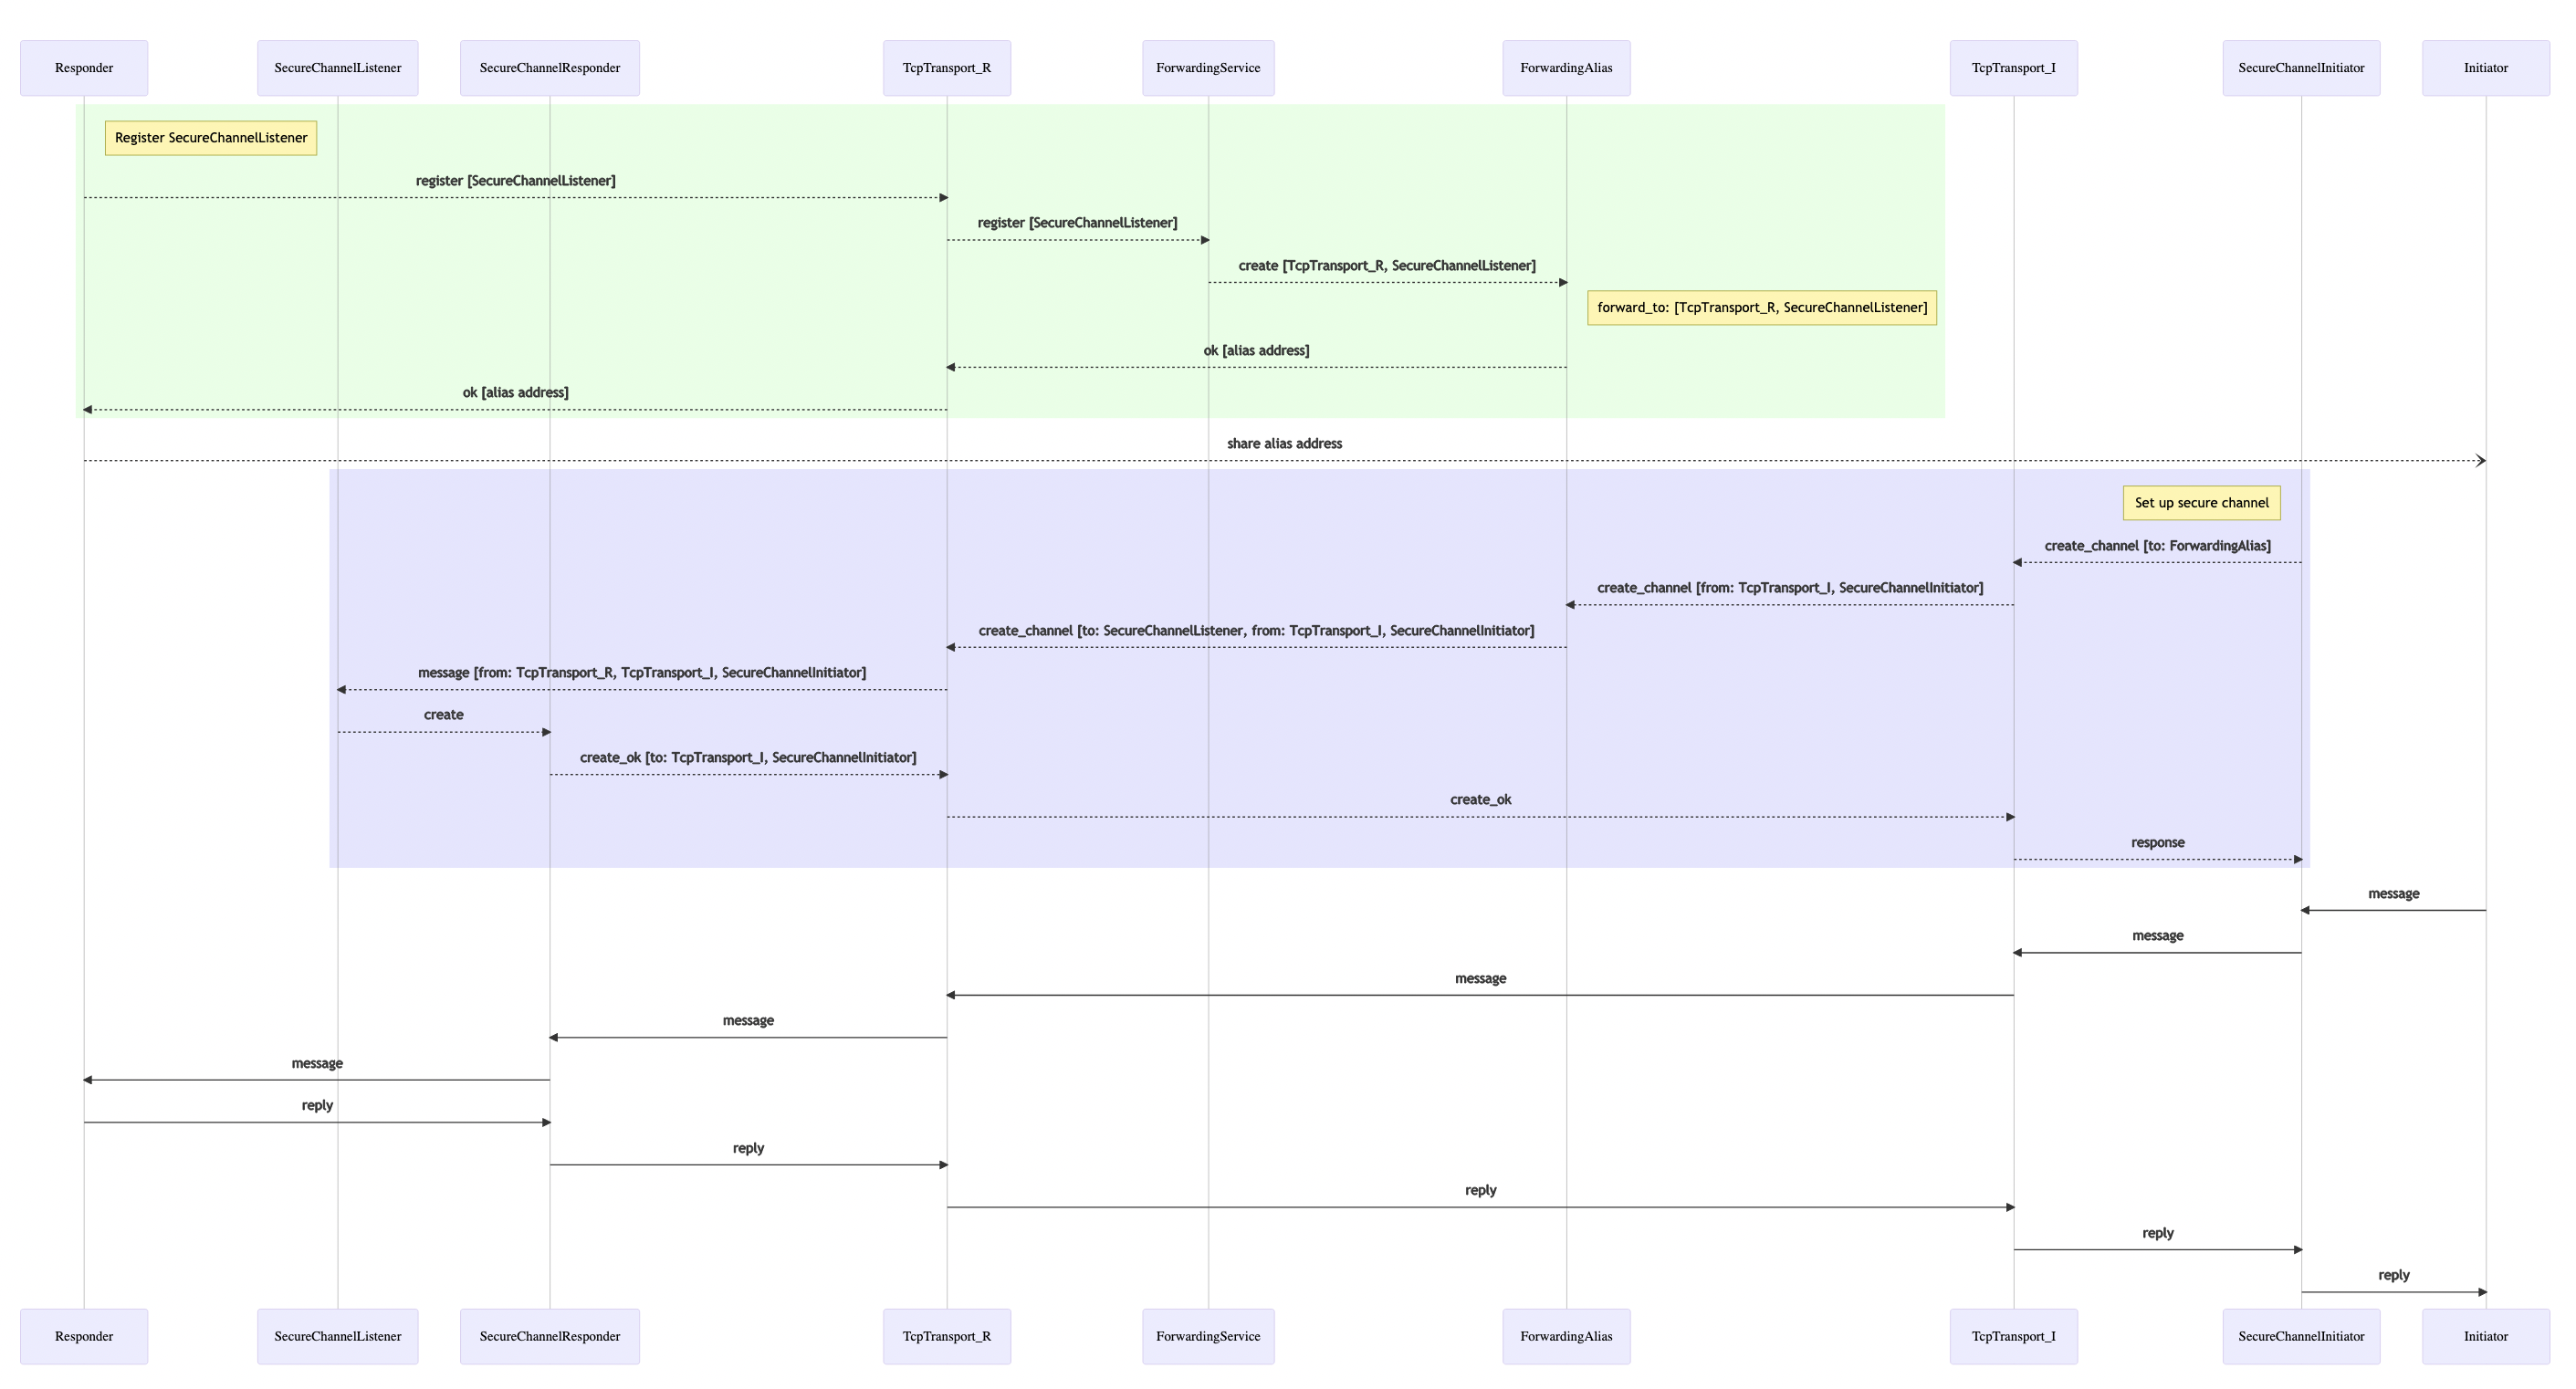 Responder
SecureChannelListener
SecureChannelResponder
TcpTransport_R
ForwardingService
ForwardingAlias
TcpTransport_I
SecureChannelInitiator
Initiator
Register SecureChannelListener
register [SecureChannelListener]
register [SecureChannelListener]
create [TcpTransport_R, SecureChannelListener]
forward_to: [TcpTransport_R, SecureChannelListener]
ok [alias address]
ok [alias address]
share alias address
Set up secure channel
create_channel [to: ForwardingAlias]
create_channel [from: TcpTransport_I, SecureChannelInitiator]
create_channel [to: SecureChannelListener, from: TcpTransport_I, SecureChannelInitiator]
message [from: TcpTransport_R, TcpTransport_I, SecureChannelInitiator]
create
create_ok [to: TcpTransport_I, SecureChannelInitiator]
create_ok
response
message
message
message
message
message
reply
reply
reply
reply
reply
Responder
SecureChannelListener
SecureChannelResponder
TcpTransport_R
ForwardingService
ForwardingAlias
TcpTransport_I
SecureChannelInitiator
Initiator